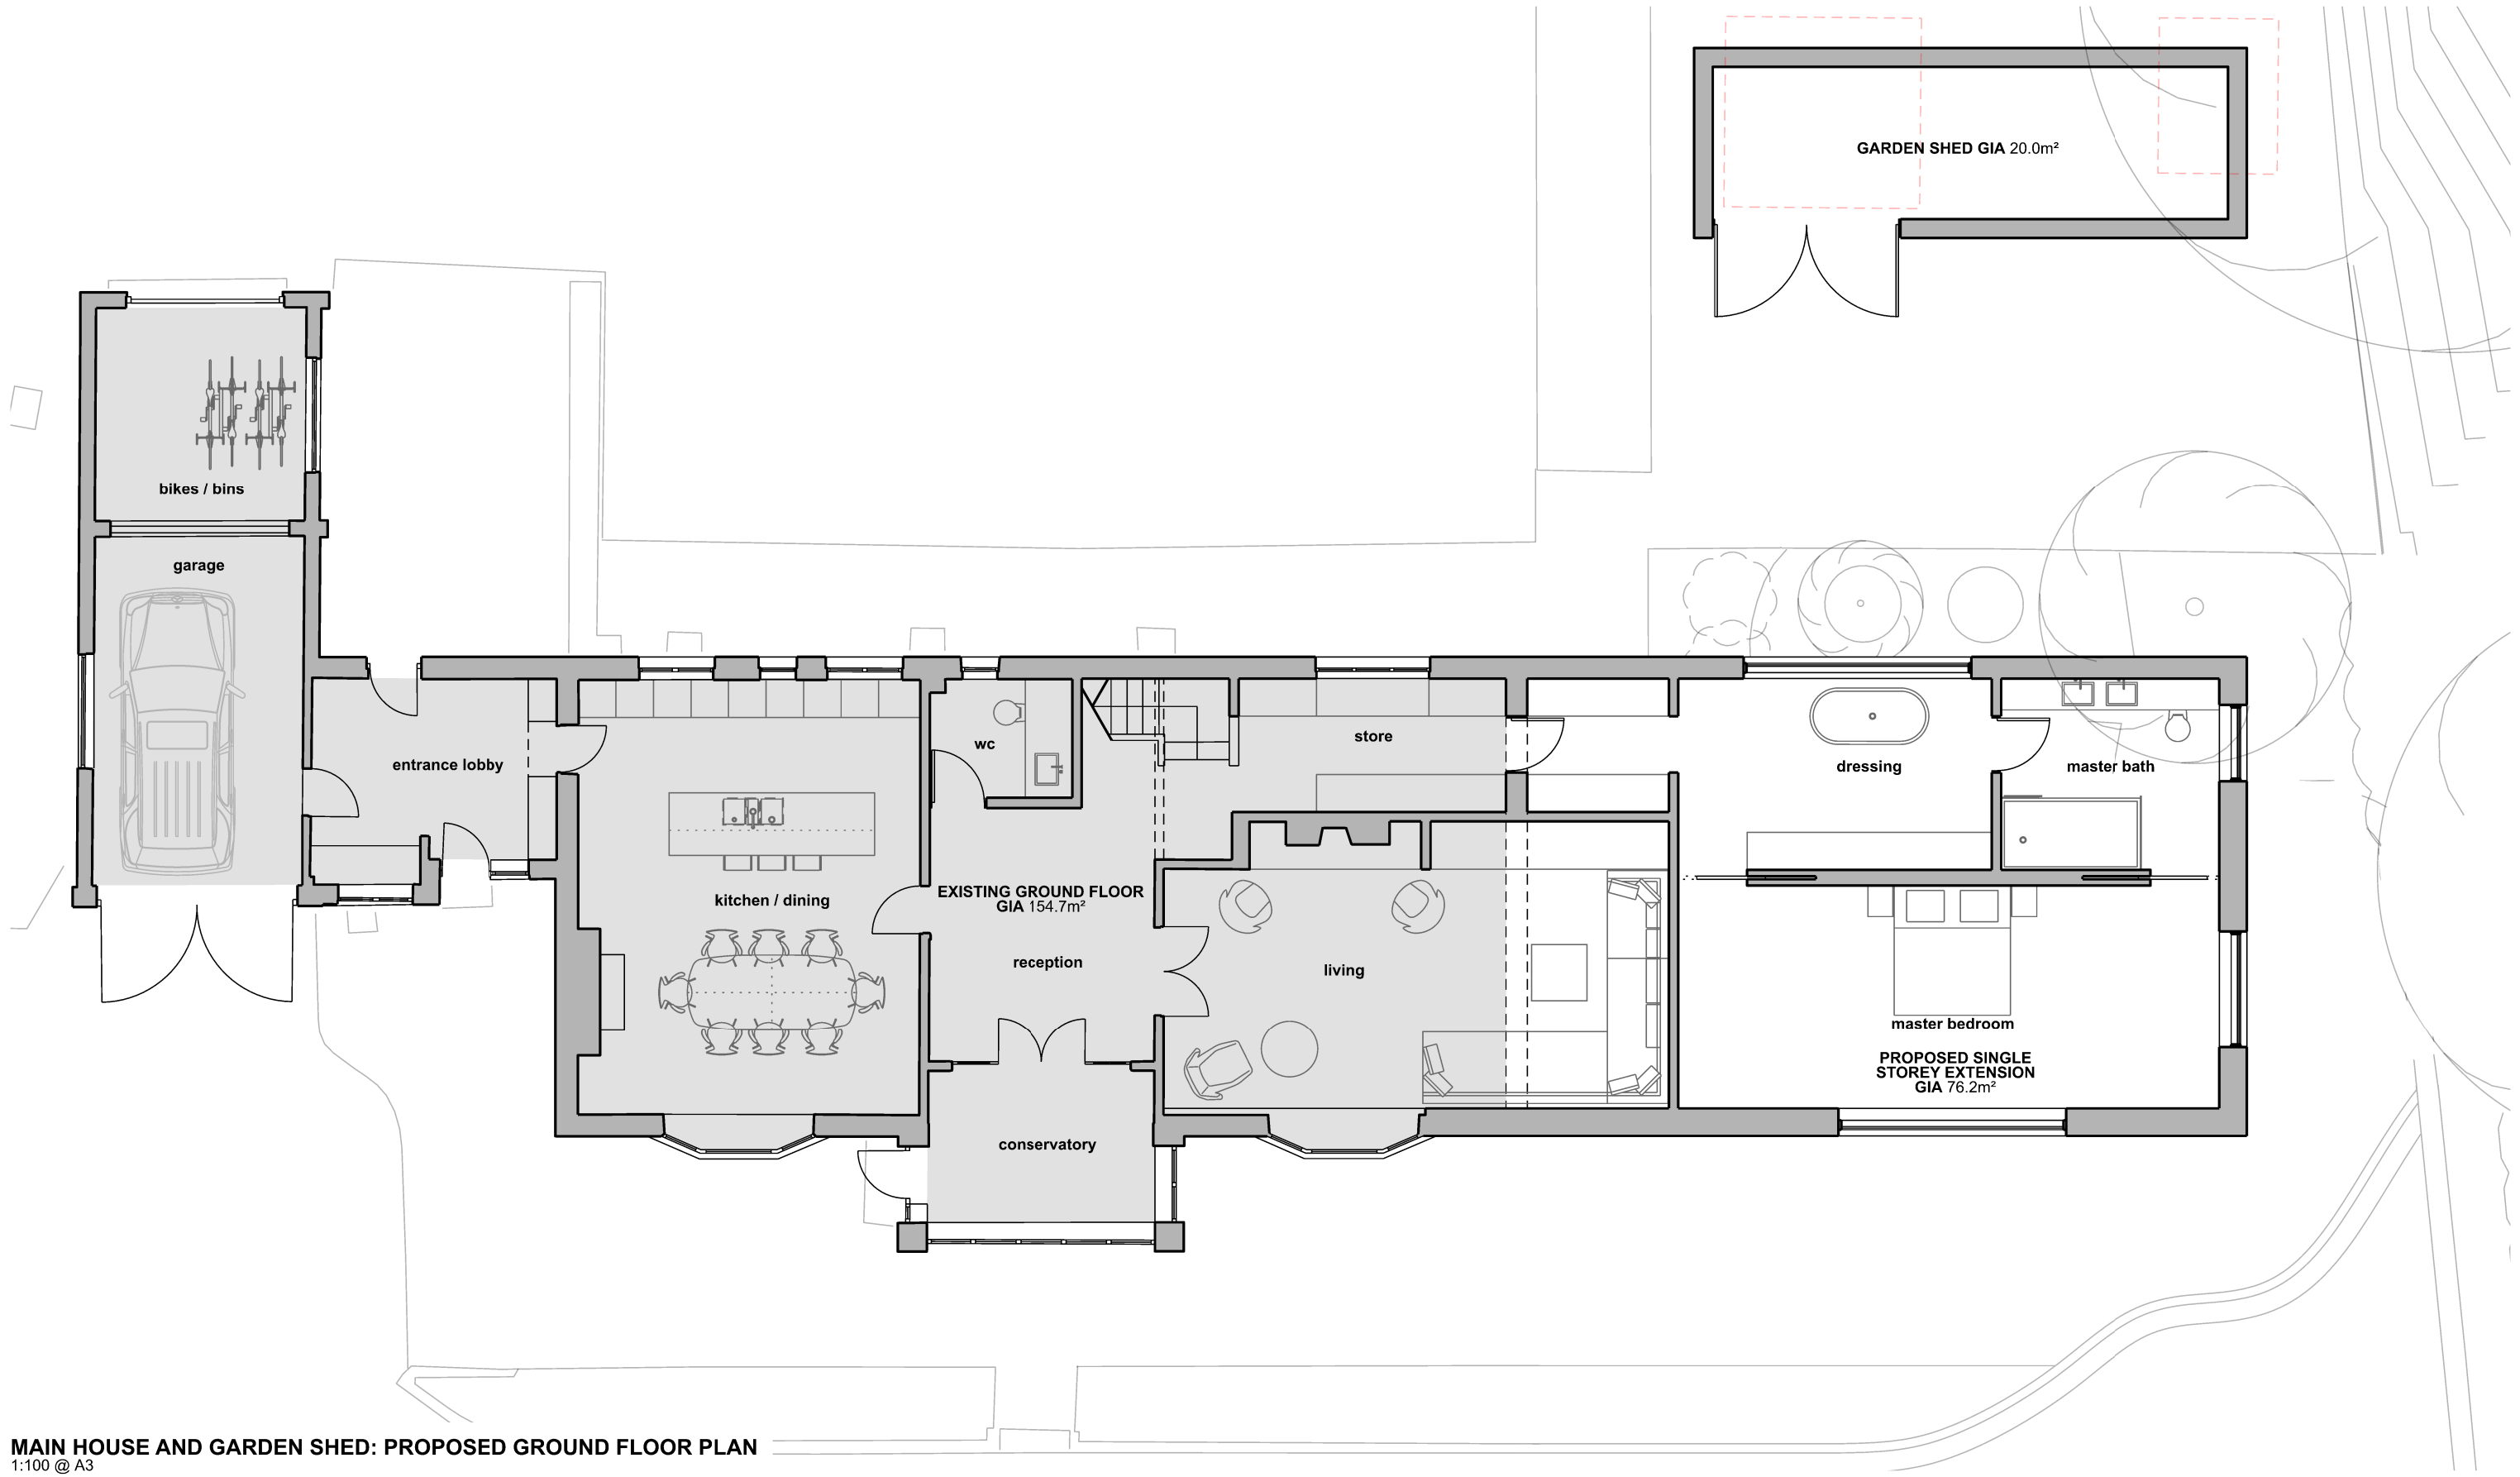 GARDEN SHED GIA 20.0m²
bikes / bins
garage
entrance lobby
wc
store
dressing
master bath
kitchen / dining
EXISTING GROUND FLOOR
GIA 154.7m²
reception
living
master bedroom
PROPOSED SINGLE
STOREY EXTENSION
GIA 76.2m²
conservatory
MAIN HOUSE AND GARDEN SHED: PROPOSED GROUND FLOOR PLAN
1:100 @ A3